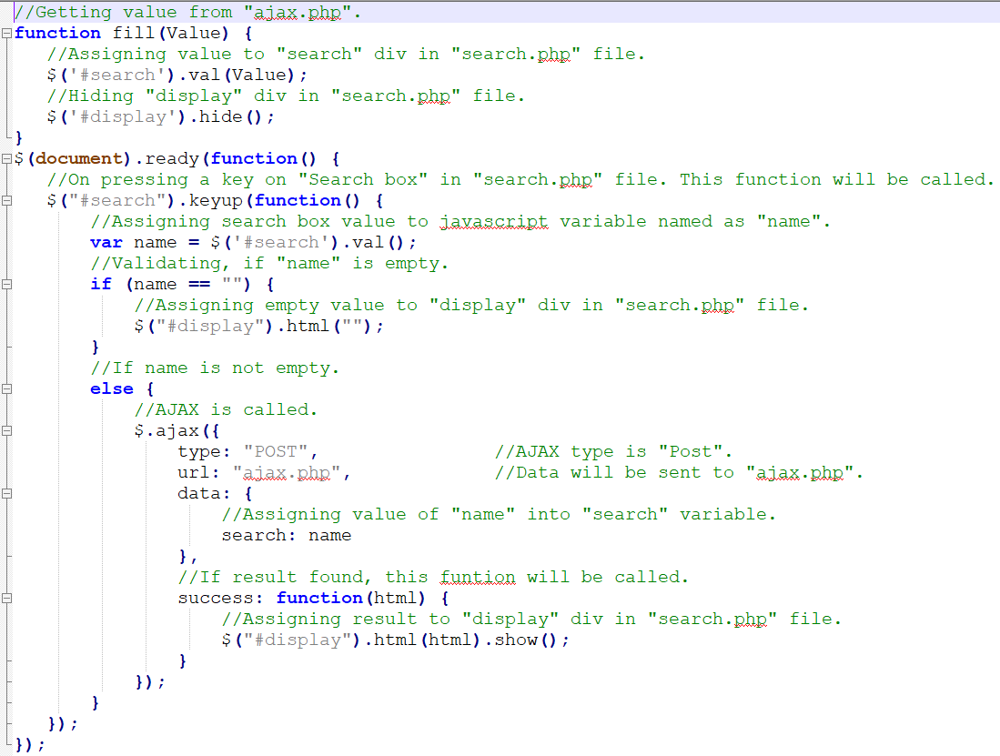 //Getting value from "ajax.php".
function fill(Value) {
   //Assigning value to "search" div in "search.php" file.
   $('#search').val(Value);
   //Hiding "display" div in "search.php" file.
   $('#display').hide();
}
$(document).ready(function() {
   //On pressing a key on "Search box" in "search.php" file. This function will be called.
   $("#search").keyup(function() {
       //Assigning search box value to javascript variable named as "name".
       var name = $('#search').val();
       //Validating, if "name" is empty.
       if (name == "") {
           //Assigning empty value to "display" div in "search.php" file.
           $("#display").html("");
       }
       //If name is not empty.
       else {
           //AJAX is called.
           $.ajax({
               type: "POST",                //AJAX type is "Post".
               url: "ajax.php",             //Data will be sent to "ajax.php".
               data: {
                   //Assigning value of "name" into "search" variable.
                   search: name
               },
               //If result found, this funtion will be called.
               success: function(html) {
                   //Assigning result to "display" div in "search.php" file.
                   $("#display").html(html).show();
               }
           });
       }
   });
});